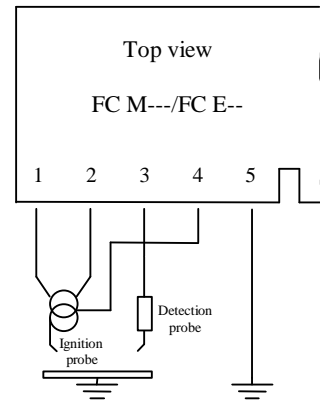 Top view
FC M---/FC E--
1 2 3 4 5
Detection
probe
Ignition
probe